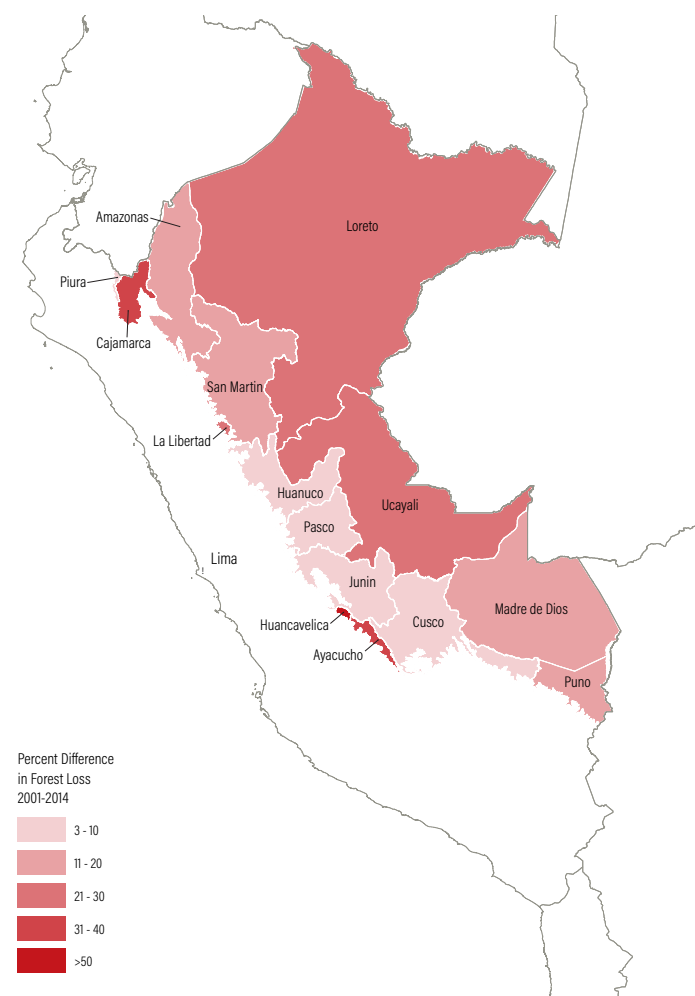 Amazonas
Loreto
Piura
Cajamarca
San Martin
La Libertad
Huanuco
Ucayali
Pasco
Lima
Junin
Madre de Dios
Huancavelica
Cusco
Ayacucho
Puno
Percent Difference
in Forest Loss
2001-2014
3 - 10
11 - 20
21 - 30
31 - 40
>50